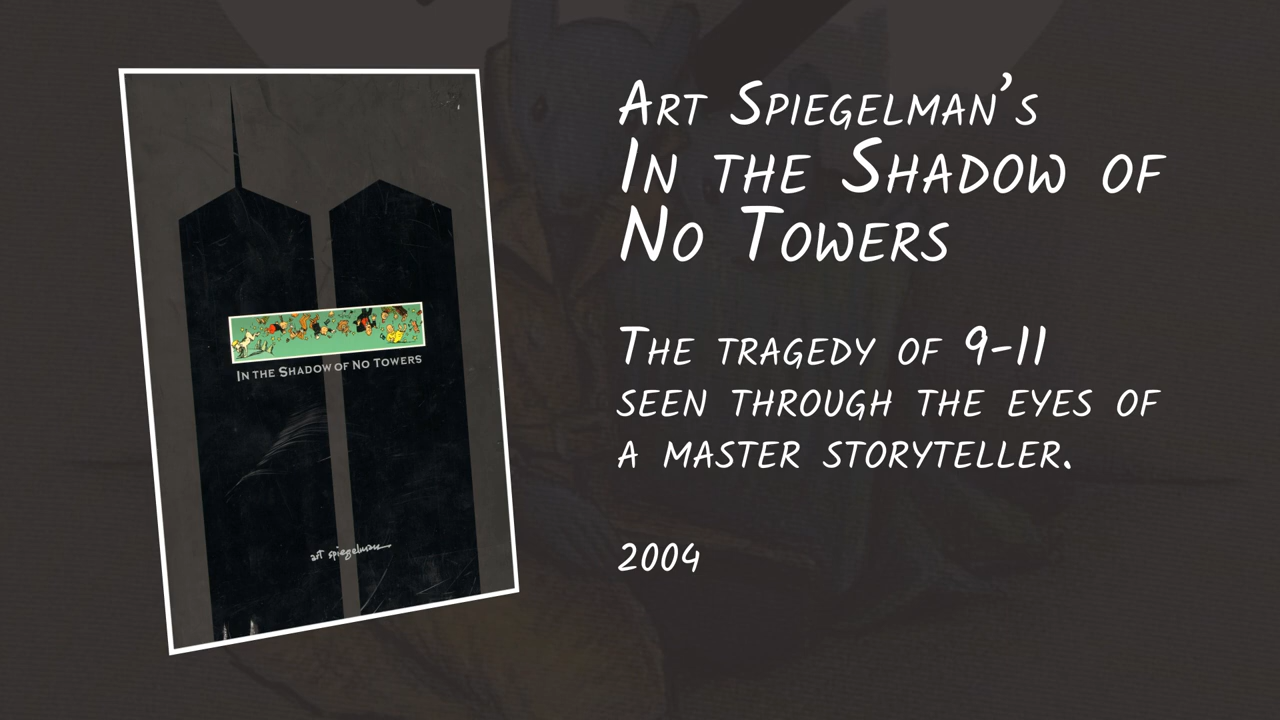 In the Shadow of No Towers
art spiegelman
Art Spiegelman's
In the Shadow of
No Towers
The tragedy of 9-11
seen through the eyes of
a master storyteller.
2004